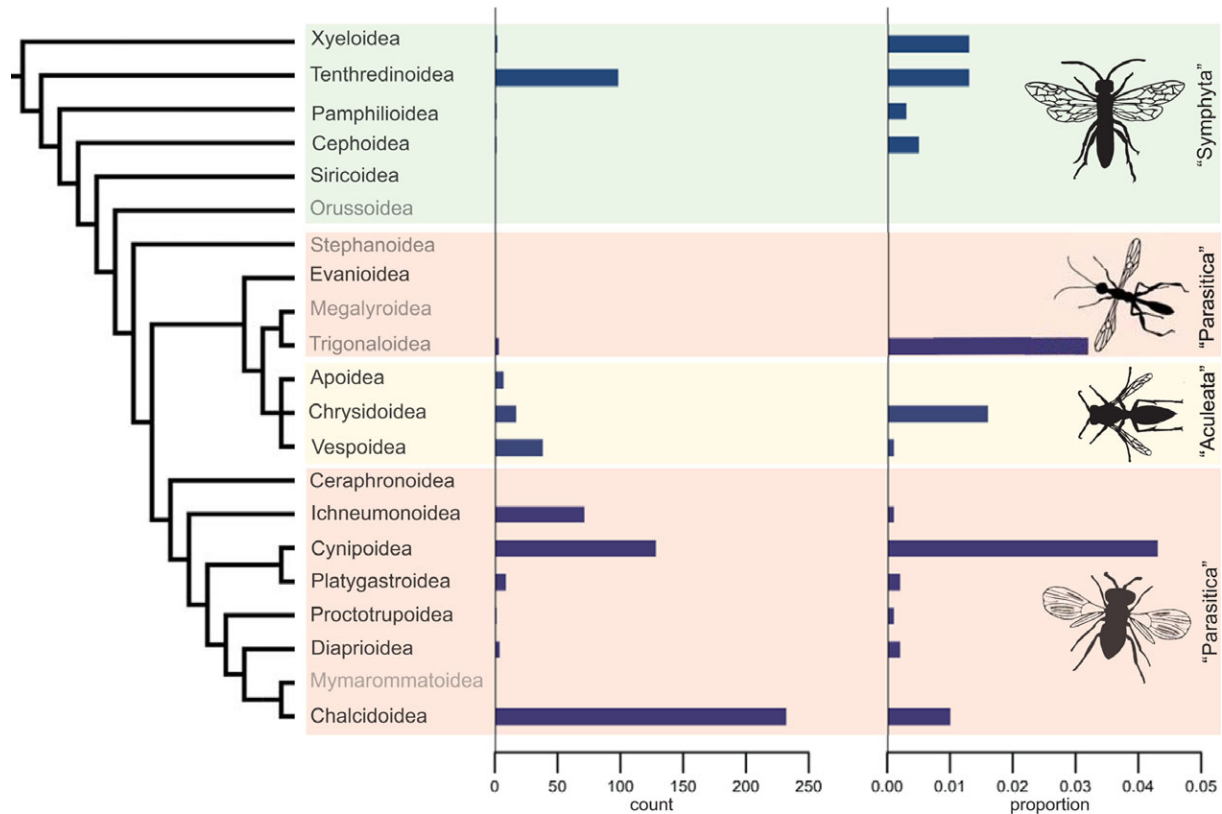 Xyeloidea
Tenthredinoidea
Pamphilioidea
Cephoidea
Siricoidea
Orussoidea
"Symphyta"
Stephanoidea
Evanioidea
Megalyroidea
Trigonaloidea
"Parasitica"
Apoidea
Chrysidoidea
Vespoidea
"Aculeata"
Ceraphronoidea
Ichneumonoidea
Cynipoidea
Platygastroidea
Proctotrupoidea
Diaprioidea
Mymarommatoidea
Chalcidoidea
"Parasitica"
0 50 100 150 200 250
count
0.00 0.01 0.02 0.03 0.04 0.05
proportion